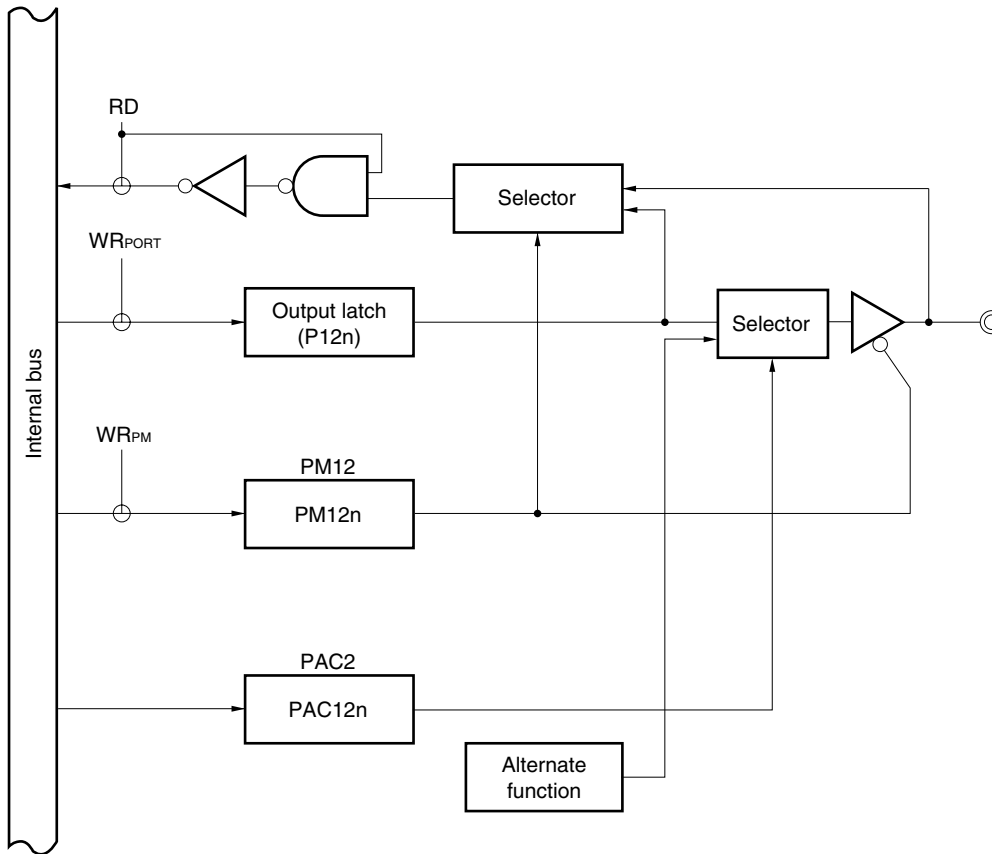 RD
Selector
WRPORT
Output latch
(P12n)
Selector
Internal bus
WRPM
PM12
PM12n
PAC2
PAC12n
Alternate
function